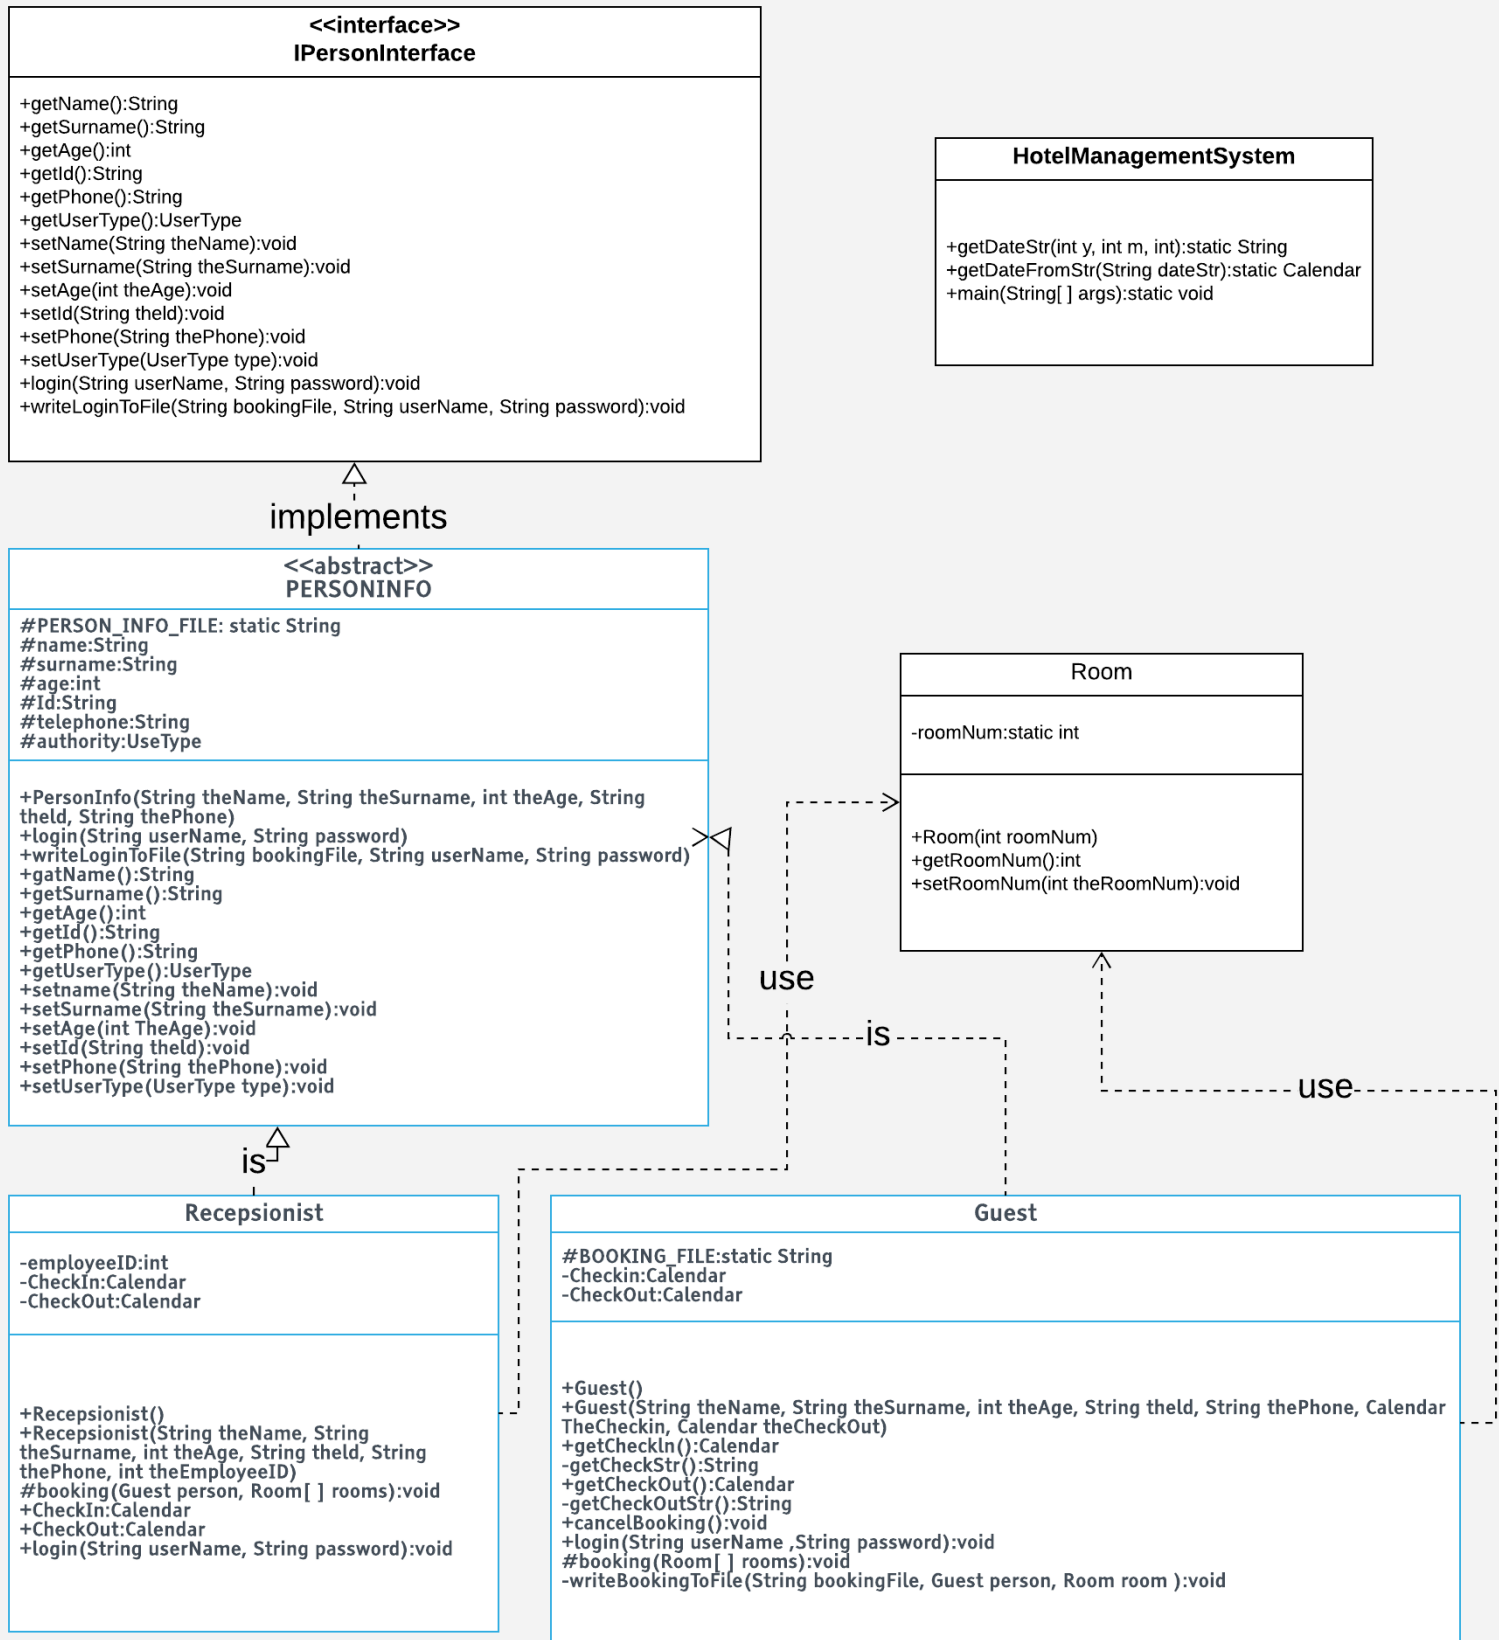 <<interface>>
IPersonInterface
+getName():String
+getSurname():String
+getAge():int
+getId():String
+getPhone():String
+getUserType():UserType
+setName(String theName):void
+setSurname(String theSurname):void
+setAge(int theAge):void
+setId(String theId):void
+setPhone(String thePhone):void
+setUserType(UserType type):void
+login(String userName, String password):void
+writeLoginToFile(String bookingFile, String userName, String password):void
HotelManagementSystem
+getDateStr(int y, int m, int):static String
+getDateFromStr(String dateStr):static Calendar
+main(String[ ] args):static void
implements
<<abstract>>
PERSONINFO
#PERSON_INFO_FILE: static String
#name:String
#surname:String
#age:int
#Id:String
#telephone:String
#authority:UseType
+PersonInfo(String theName, String theSurname, int theAge, String
theId, String thePhone)
+login(String userName, String password)
+writeLoginToFile(String bookingFile, String userName, String password)
+gatName():String
+getSurname():String
+getAge():int
+getId():String
+getPhone():String
+getUserType():UserType
+setname(String theName):void
+setSurname(String theSurname):void
+setAge(int TheAge):void
+setId(String theId):void
+setPhone(String thePhone):void
+setUserType(UserType type):void
Room
-roomNum:static int
+Room(int roomNum)
+getRoomNum():int
+setRoomNum(int theRoomNum):void
use
is
use
is
Recepsionist
-employeeID:int
-CheckIn:Calendar
-CheckOut:Calendar
+Recepsionist()
+Recepsionist(String theName, String
theSurname, int theAge, String theId, String
thePhone, int theEmployeeID)
#booking(Guest person, Room[ ] rooms):void
+CheckIn:Calendar
+CheckOut:Calendar
+login(String userName, String password):void
Guest
#BOOKING_FILE:static String
-Checkin:Calendar
-CheckOut:Calendar
+Guest()
+Guest(String theName, String theSurname, int theAge, String theId, String thePhone, Calendar
TheCheckin, Calendar theCheckOut)
+getCheckIn():Calendar
-getCheckStr():String
+getCheckOut():Calendar
-getCheckOutStr():String
+cancelBooking():void
+login(String userName ,String password):void
#booking(Room[ ] rooms):void
-writeBookingToFile(String bookingFile, Guest person, Room room ):void